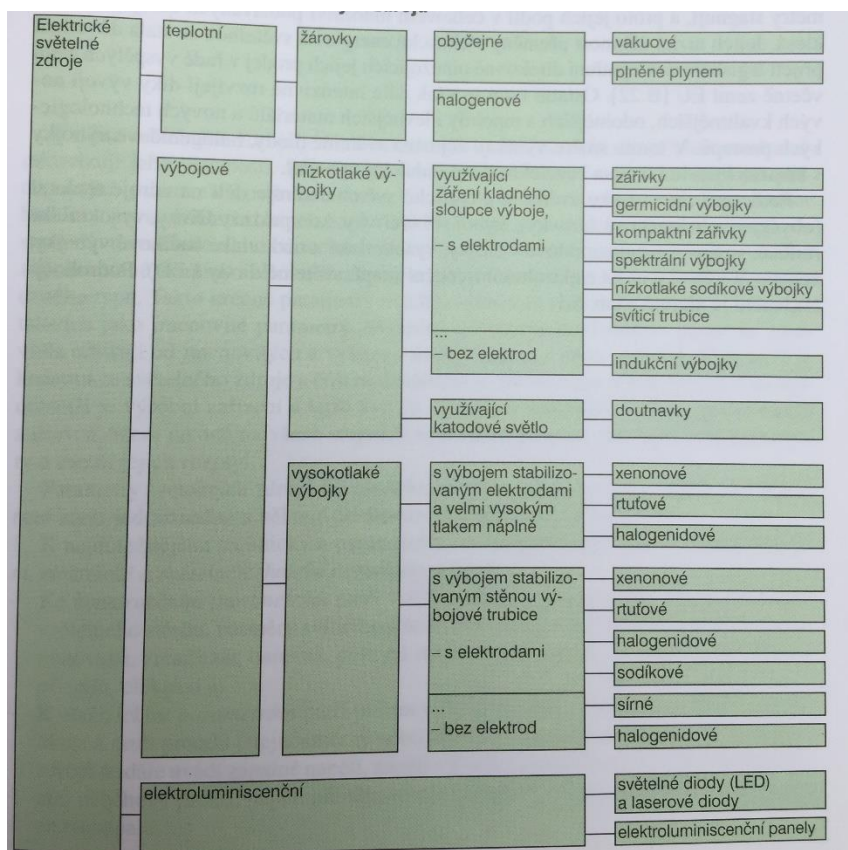 Elektrické
světelné
zdroje
teplotní
žárovky
obyčejné
vakuové
plněné plynem
halogenové
výbojové
nízkotlaké vý-
bojky
využívající
záření kladného
sloupce výboje,
– s elektrodami
zářivky
germicidní výbojky
kompaktní zářivky
spektrální výbojky
nízkotlaké sodíkové výbojky
svíticí trubice
...
– bez elektrod
indukční výbojky
využívající
katodové světlo
doutnavky
vysokotlaké
výbojky
s výbojem stabilizo-
vaným elektrodami
a velmi vysokým
tlakem náplně
xenonové
rtuťové
halogenidové
s výbojem stabilizo-
vaným stěnou vý-
bojové trubice
– s elektrodami
xenonové
rtuťové
halogenidové
sodíkové
...
– bez elektrod
sírné
halogenidové
elektroluminiscenční
světelné diody (LED)
a laserové diody
elektroluminiscenční panely